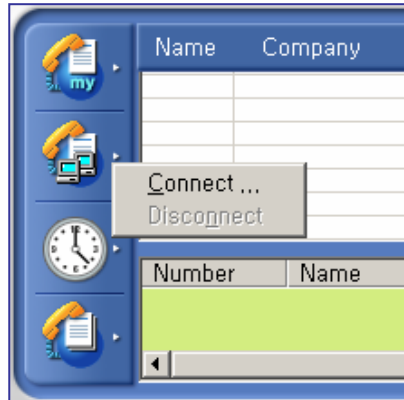 Name Company
my
Connect ...
Disconnect
Number Name